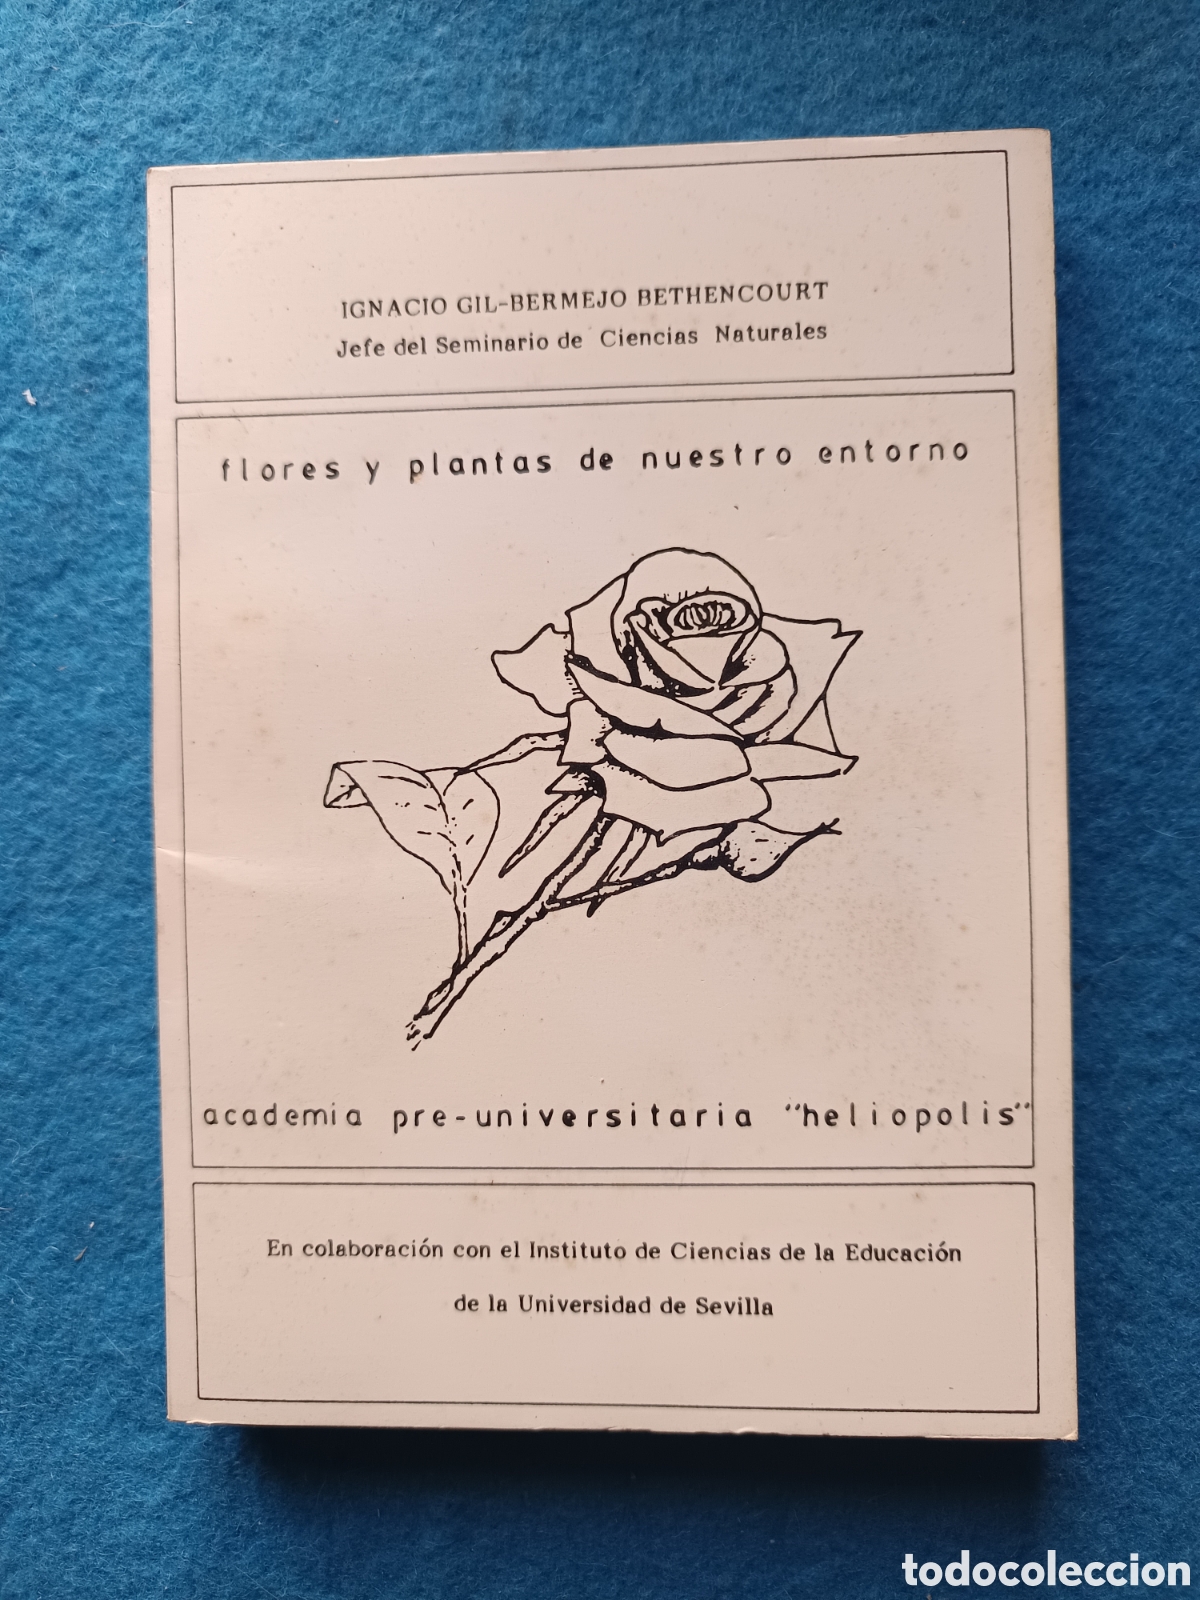 IGNACIO GIL-BERMEJO BETHENCOURT
Jefe del Seminario de Ciencias Naturales
flores y plantas de nuestro entorno
academia pre-universitaria "heliopolis"
En colaboración con el Instituto de Ciencias de la Educación
de la Universidad de Sevilla
todocoleccion